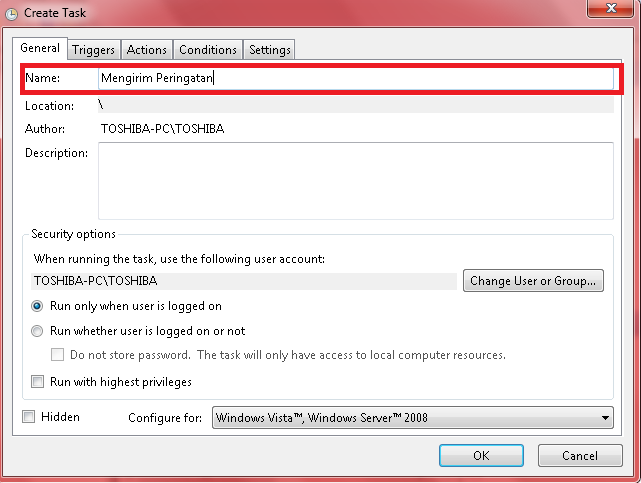 Create Task
General Triggers Actions Conditions Settings
Name: Mengirim Peringatan
Location: \
Author: TOSHIBA-PC\TOSHIBA
Description:
Security options
When running the task, use the following user account:
TOSHIBA-PC\TOSHIBA Change User or Group...
Run only when user is logged on
Run whether user is logged on or not
Do not store password. The task will only have access to local computer resources.
Run with highest privileges
Hidden Configure for: Windows Vista™, Windows Server™ 2008
OK Cancel